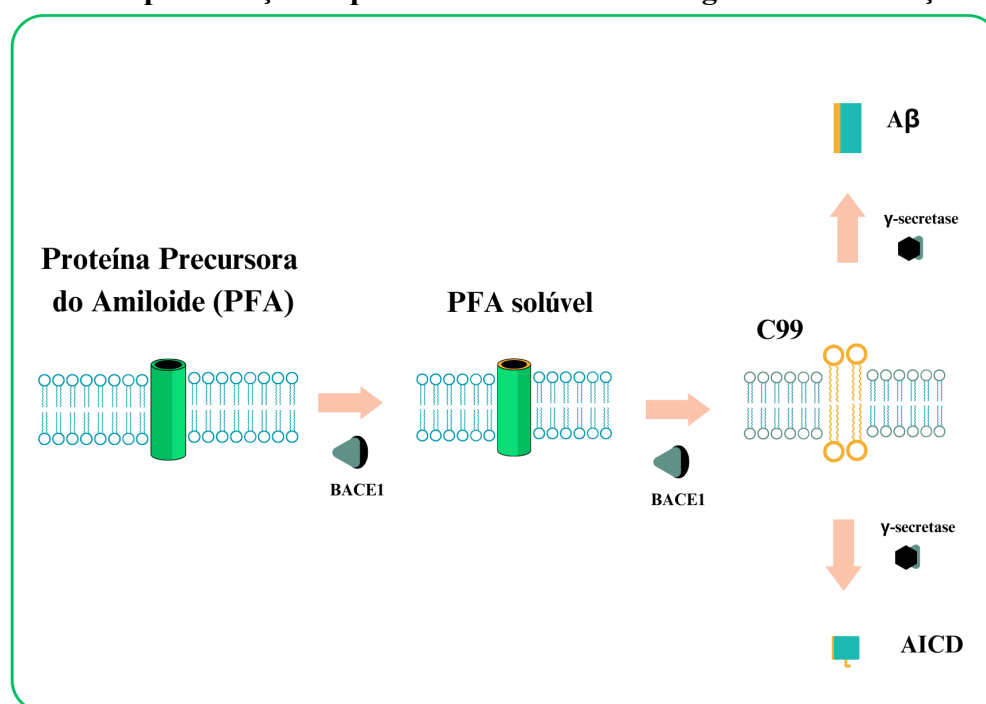 Aβ
γ-secretase
Proteína Precursora
do Amiloide (PFA)
PFA solúvel
C99
BACE1
BACE1
γ-secretase
AICD